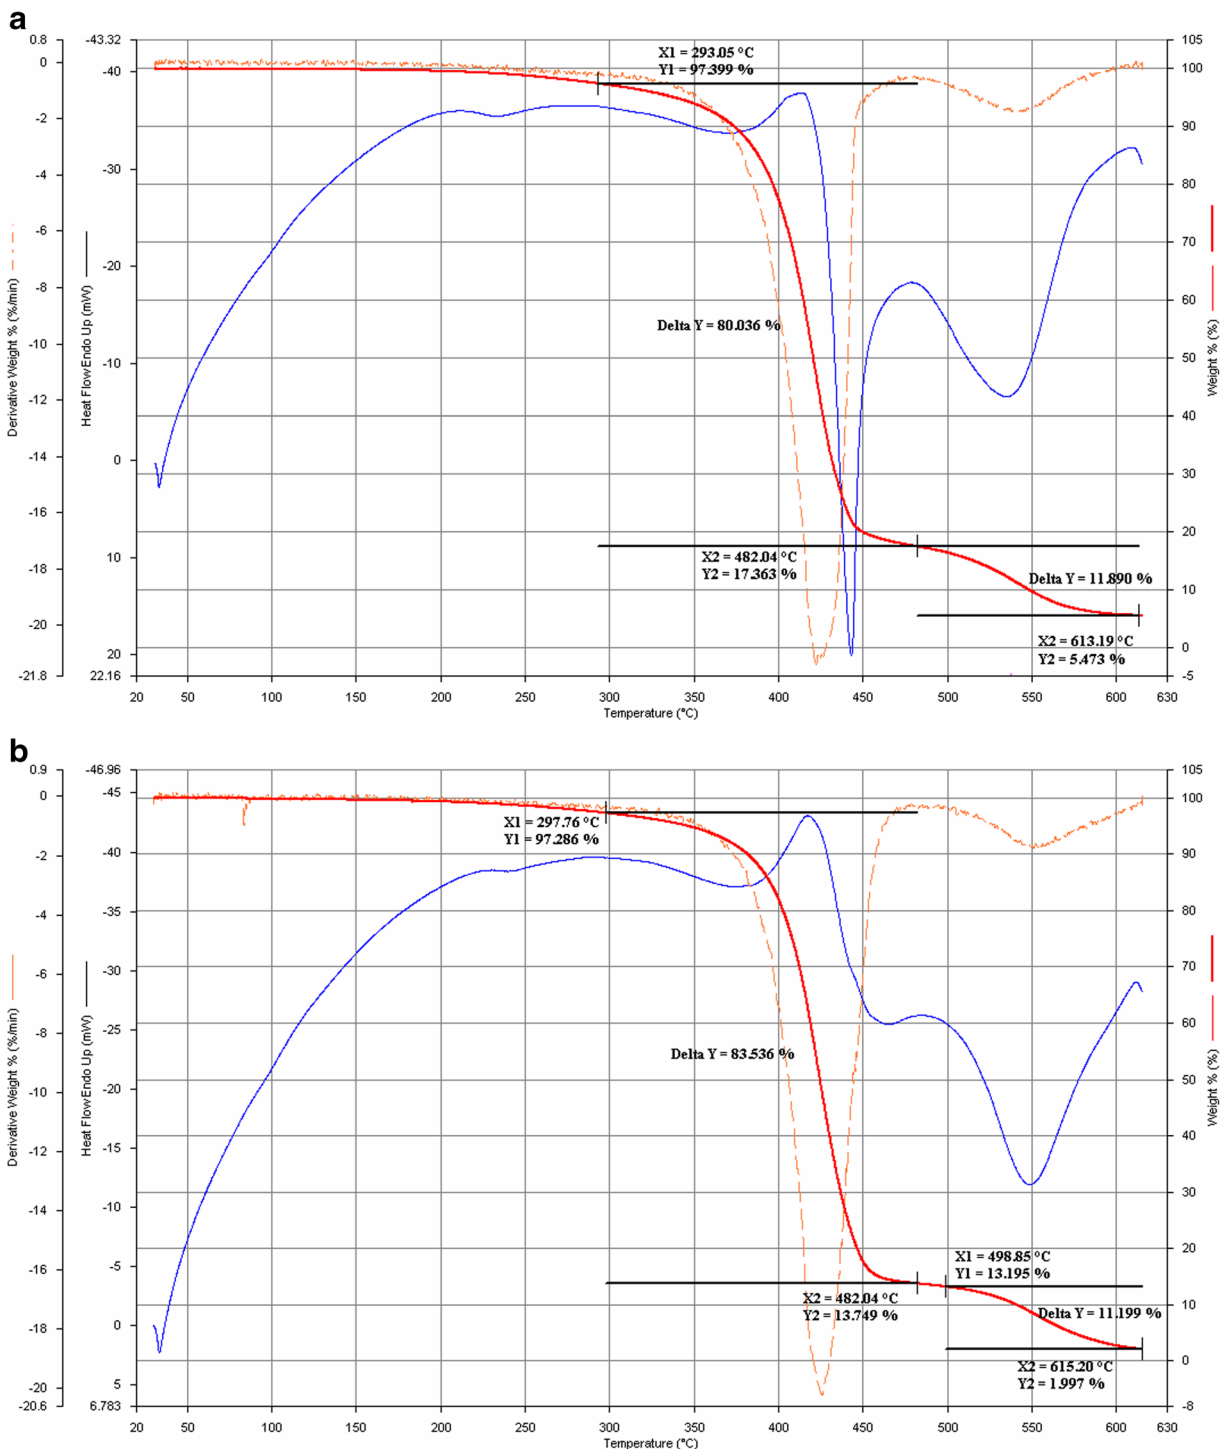 a
0.8
0
-2
-4
-6
-8
-10
-12
-14
-16
-18
-20
-21.8
Derivative Weight % (%/min)
-43.32
-40
-30
-20
-10
0
10
20
22.16
Heat Flow Endo Up (mW)
X1 = 293.05 °C
Y1 = 97.399 %
Delta Y = 80.036 %
X2 = 482.04 °C
Y2 = 17.363 %
Delta Y = 11.890 %
X2 = 613.19 °C
Y2 = 5.473 %
105
100
90
80
70
60
50
40
30
20
10
0
-5
Weight % (%)
20 50 100 150 200 250 300 350 400 450 500 550 600 630
Temperature (°C)
b
0.9
0
-2
-4
-6
-8
-10
-12
-14
-16
-18
-20
-20.6
Derivative Weight % (%/min)
-46.96
-45
-40
-35
-30
-25
-20
-15
-10
-5
0
5
6.783
Heat Flow Endo Up (mW)
X1 = 297.76 °C
Y1 = 97.286 %
Delta Y = 83.536 %
X1 = 498.85 °C
Y1 = 13.195 %
X2 = 482.04 °C
Y2 = 13.749 %
Delta Y = 11.199 %
X2 = 615.20 °C
Y2 = 1.997 %
105
100
90
80
70
60
50
40
30
20
10
0
-8
Weight % (%)
20 50 100 150 200 250 300 350 400 450 500 550 600 630
Temperature (°C)